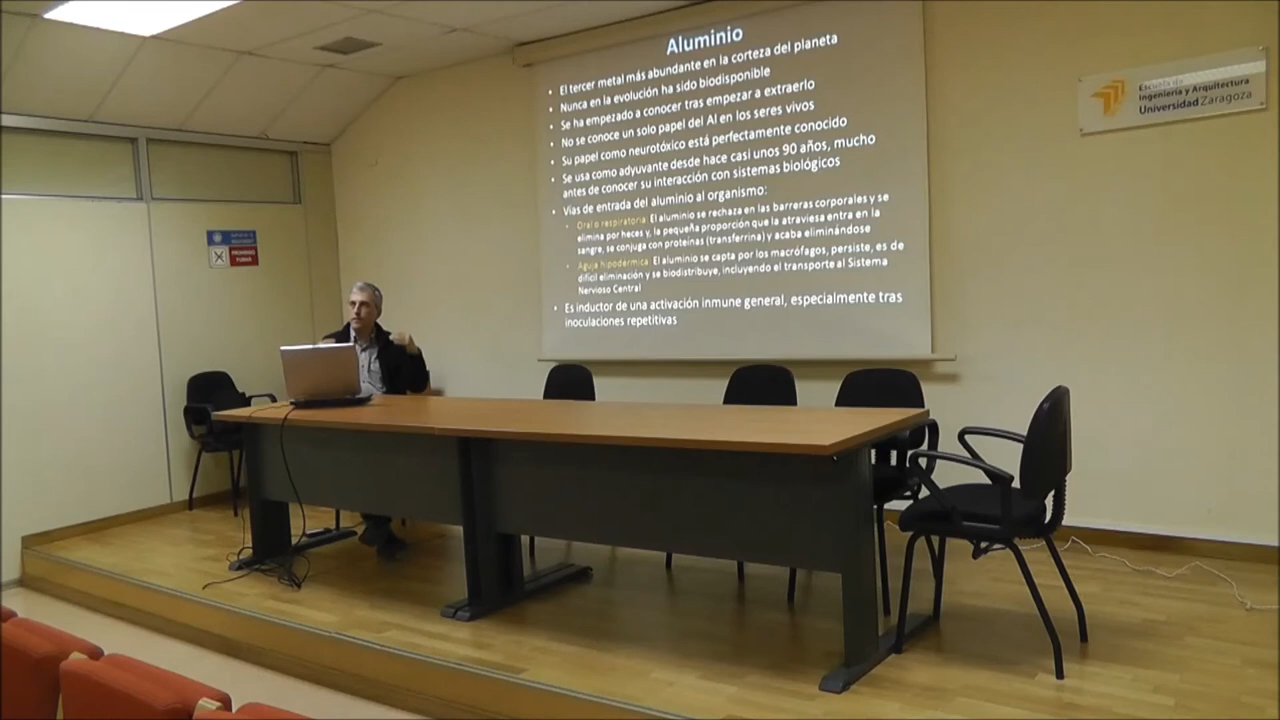 Aluminio
• El tercer metal más abundante en la corteza del planeta
• Nunca en la evolución ha sido biodisponible
• Se ha empezado a conocer tras empezar a extraerlo
• No se conoce un solo papel del Al en los seres vivos
• Su papel como neurotóxico está perfectamente conocido
• Se usa como adyuvante desde hace casi unos 90 años, mucho
antes de conocer su interacción con sistemas biológicos
• Vías de entrada del aluminio al organismo:
• Oral o respiratoria: El aluminio se rechaza en las barreras corporales y se
elimina por heces y, la pequeña proporción que la atraviesa entra en la
sangre, se conjuga con proteínas (transferrina) y acaba eliminándose
• Aguja hipodérmica: El aluminio se capta por los macrófagos, persiste, es de
difícil eliminación y se biodistribuye, incluyendo el transporte al Sistema
Nervioso Central
• Es inductor de una activación inmune general, especialmente tras
inoculaciones repetitivas
Escuela de
Ingeniería y Arquitectura
Universidad Zaragoza
PROHIBIDO
FUMAR